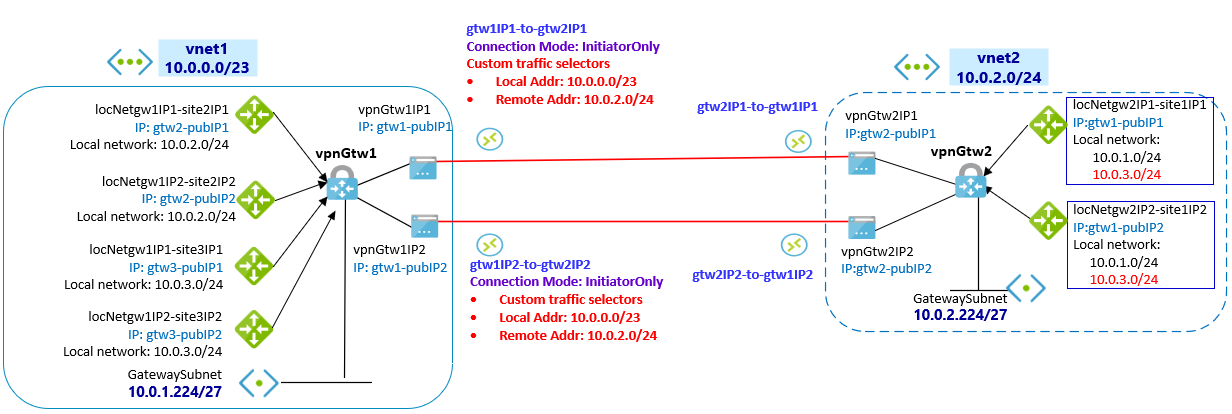 vnet1
10.0.0.0/23
locNetgw1IP1-site2IP1
IP: gtw2-pubIP1
Local network: 10.0.2.0/24
locNetgw1IP2-site2IP2
IP: gtw2-pubIP2
Local network: 10.0.2.0/24
locNetgw1IP1-site3IP1
IP: gtw3-pubIP1
Local network: 10.0.3.0/24
locNetgw1IP2-site3IP2
IP: gtw3-pubIP2
Local network: 10.0.3.0/24
GatewaySubnet
10.0.1.224/27
vpnGtw1
vpnGtw1IP1
IP: gtw1-pubIP1
vpnGtw1IP2
IP: gtw1-pubIP2
gtw1IP1-to-gtw2IP1
Connection Mode: InitiatorOnly
Custom traffic selectors
• Local Addr: 10.0.0.0/23
• Remote Addr: 10.0.2.0/24
gtw1IP2-to-gtw2IP2
Connection Mode: InitiatorOnly
• Custom traffic selectors
• Local Addr: 10.0.0.0/23
• Remote Addr: 10.0.2.0/24
gtw2IP1-to-gtw1IP1
gtw2IP2-to-gtw1IP2
vnet2
10.0.2.0/24
vpnGtw2IP1
IP:gtw2-pubIP1
vpnGtw2
vpnGtw2IP2
IP:gtw2-pubIP2
locNetgw2IP1-site1IP1
IP:gtw1-pubIP1
Local network:
10.0.1.0/24
10.0.3.0/24
locNetgw2IP2-site1IP2
IP:gtw1-pubIP2
Local network:
10.0.1.0/24
10.0.3.0/24
GatewaySubnet
10.0.2.224/27